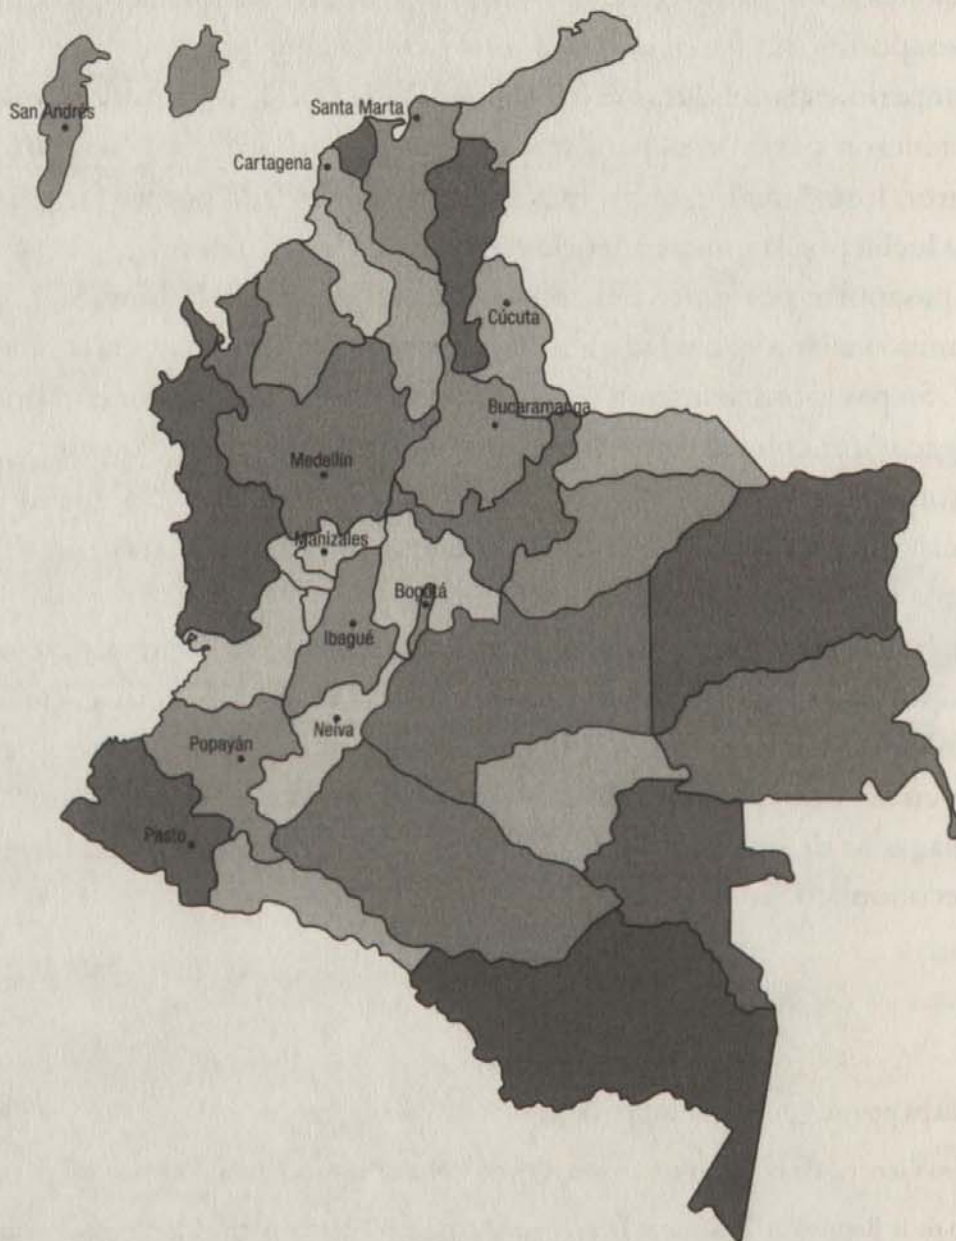 San Andrés
Santa Marta
Cartagena
Cúcuta
Bucaramanga
Medellín
Manizales
Bogotá
Ibagué
Neiva
Popayán
Pasto